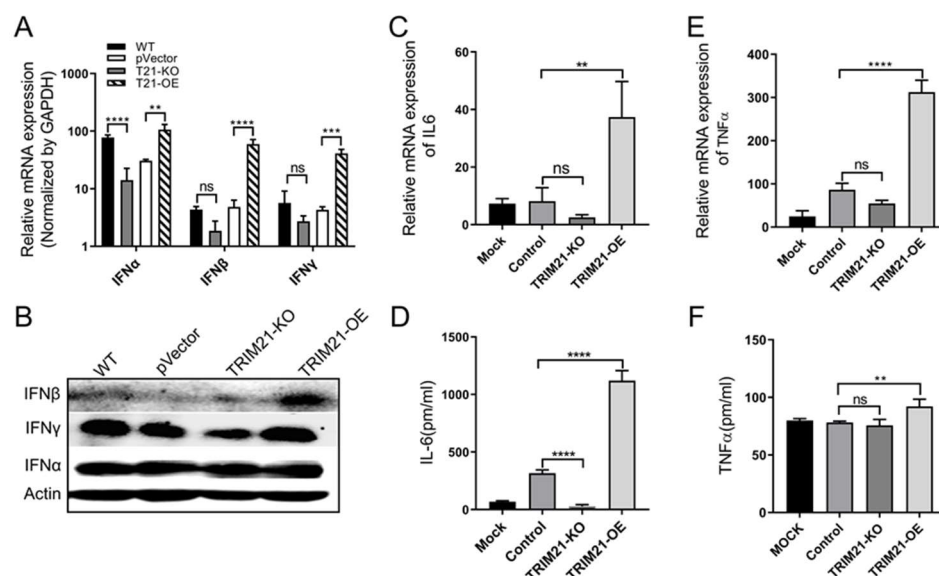 A
WT
pVector
T21-KO
T21-OE
Relative mRNA expression
(Normalized by GAPDH)
1000
100
10
1
****
**
ns
****
ns
***
IFNα
IFNβ
IFNγ
B
WT
pVector
TRIM21-KO
TRIM21-OE
IFNβ
IFNγ
IFNα
Actin
C
Relative mRNA expression
of IL6
60
40
20
0
**
ns
Mock
Control
TRIM21-KO
TRIM21-OE
D
IL-6(pm/ml)
1500
1000
500
0
****
****
Mock
Control
TRIM21-KO
TRIM21-OE
E
Relative mRNA expression
of TNFα
400
300
200
100
0
****
ns
Mock
Control
TRIM21-KO
TRIM21-OE
F
TNFα(pm/ml)
150
100
50
0
**
ns
MOCK
Control
TRIM21-KO
TRIM21-OE